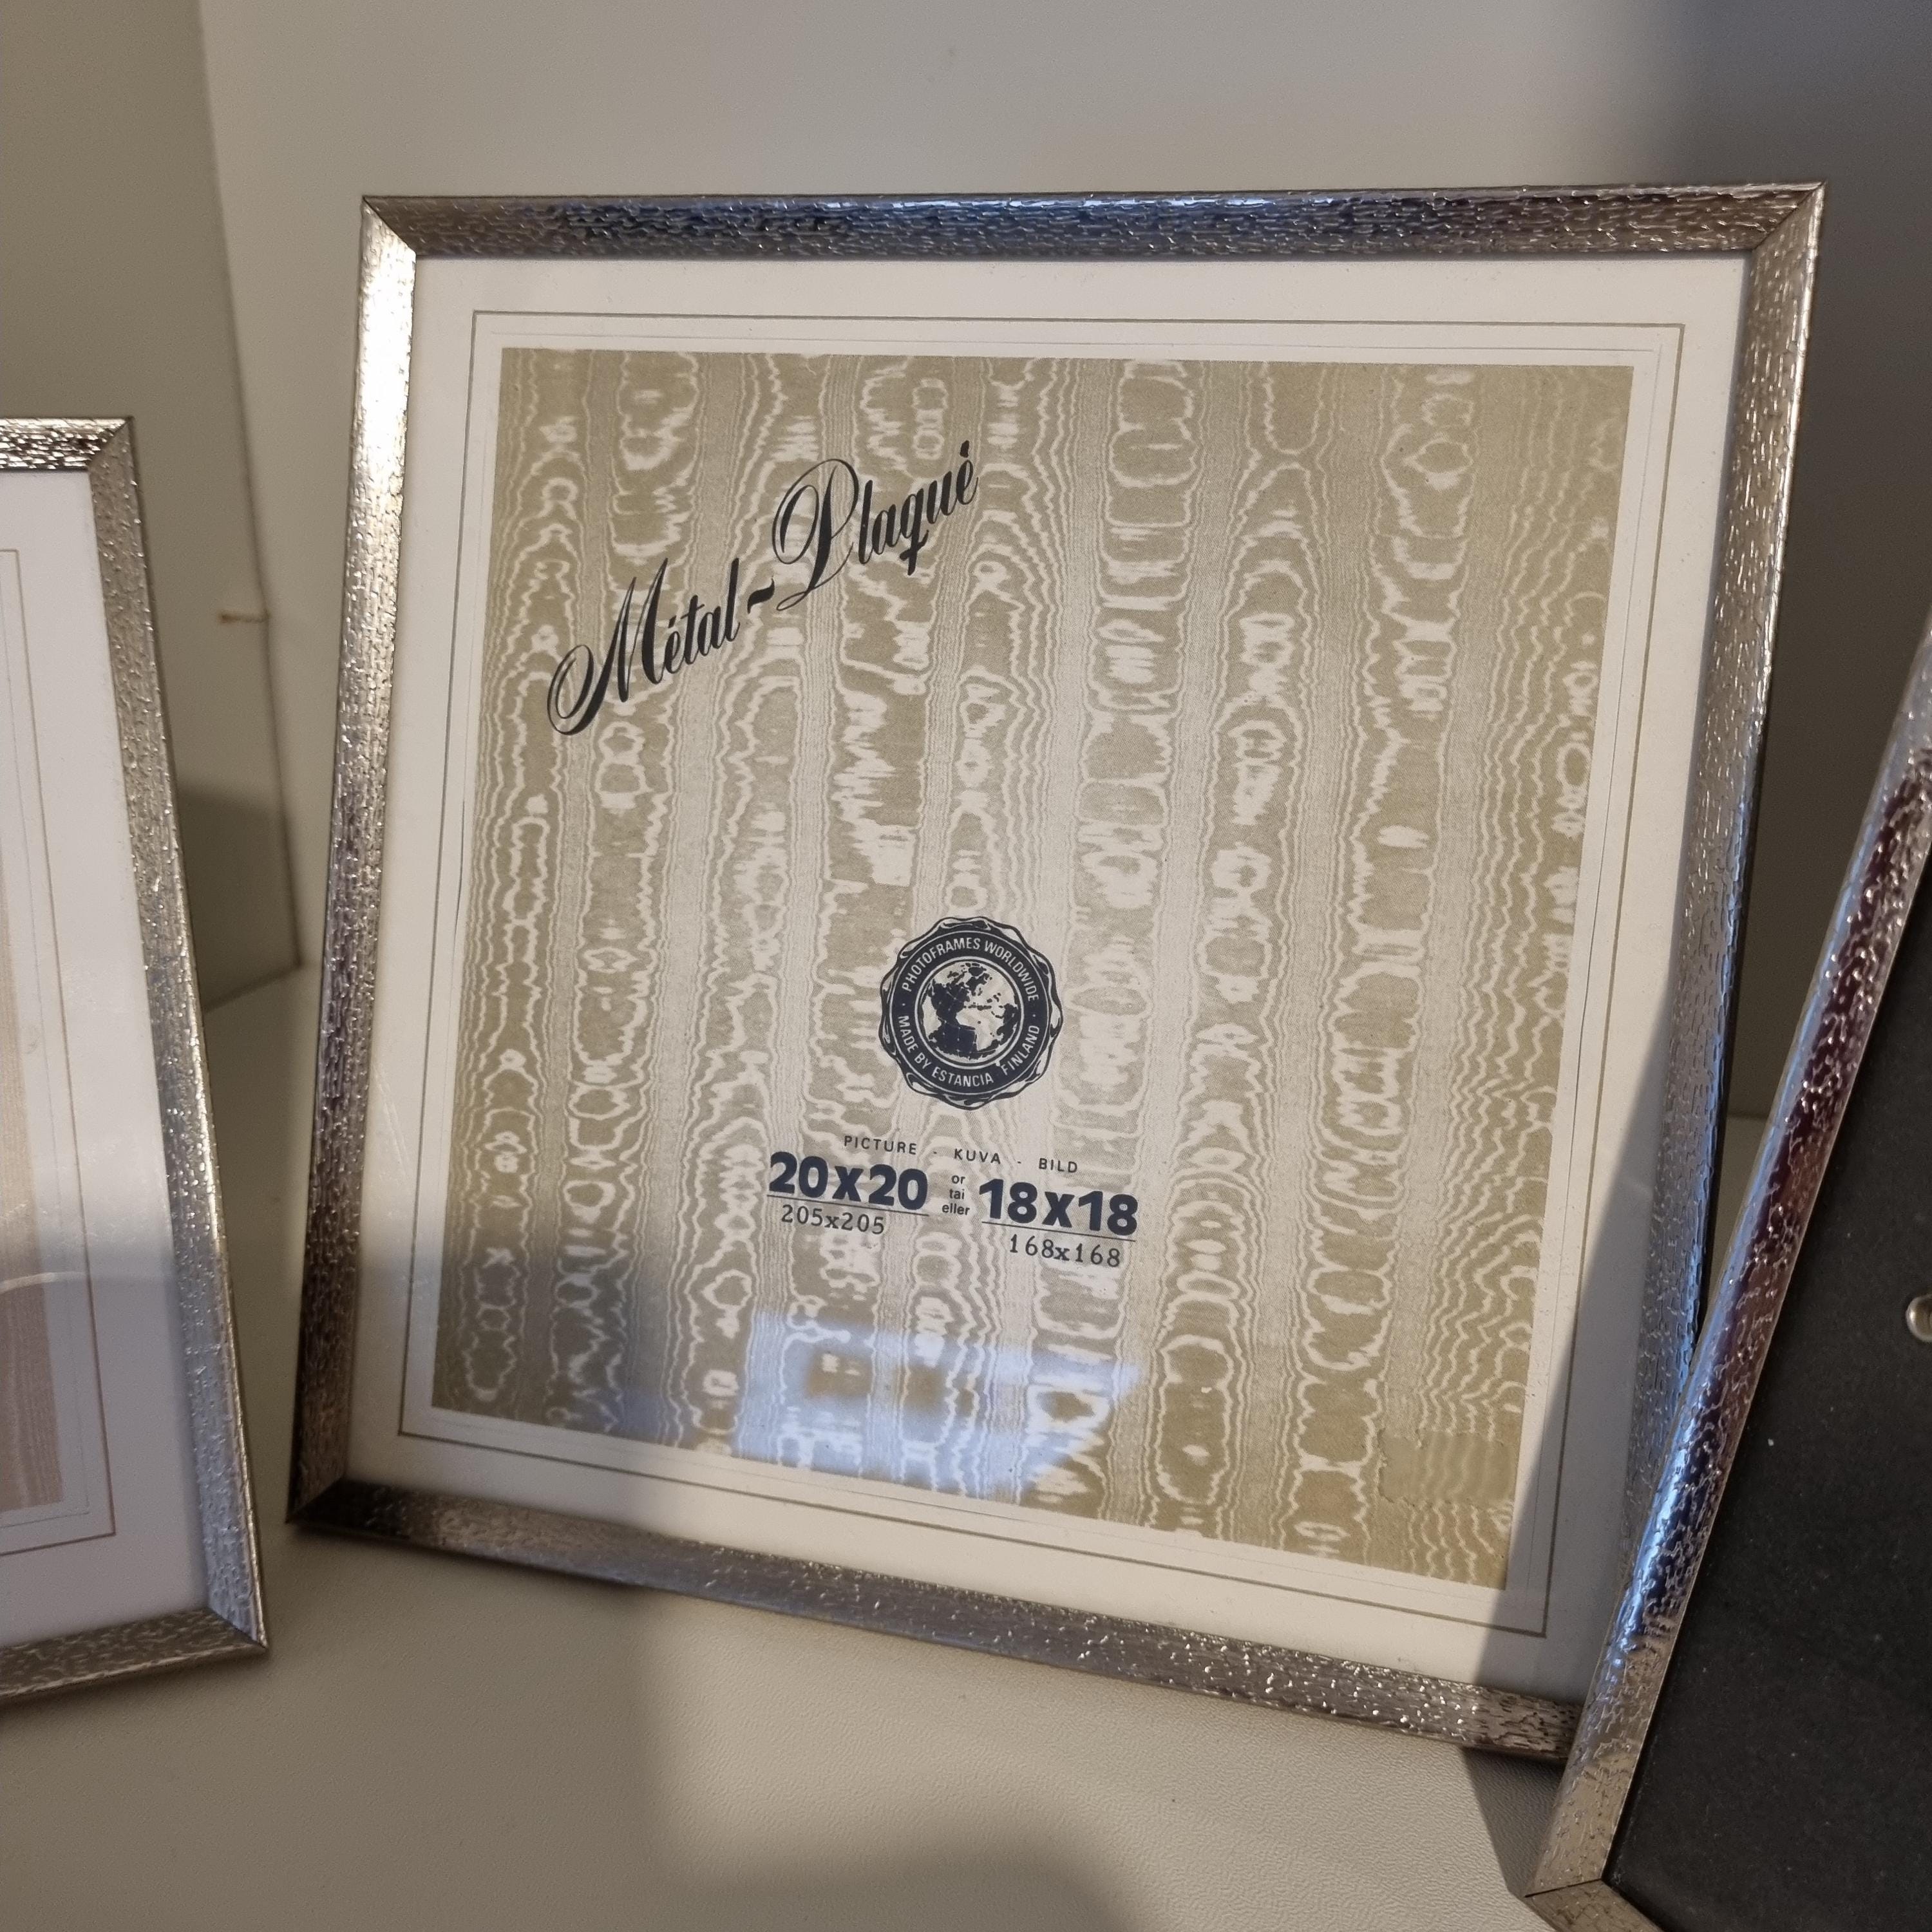 Métal~Plaqué
PHOTOFRAMES WORLDWIDE
MADE BY ESTANCIA FINLAND
PICTURE - KUVA - BILD
20x20 or tai eller 18x18
205x205 168x168